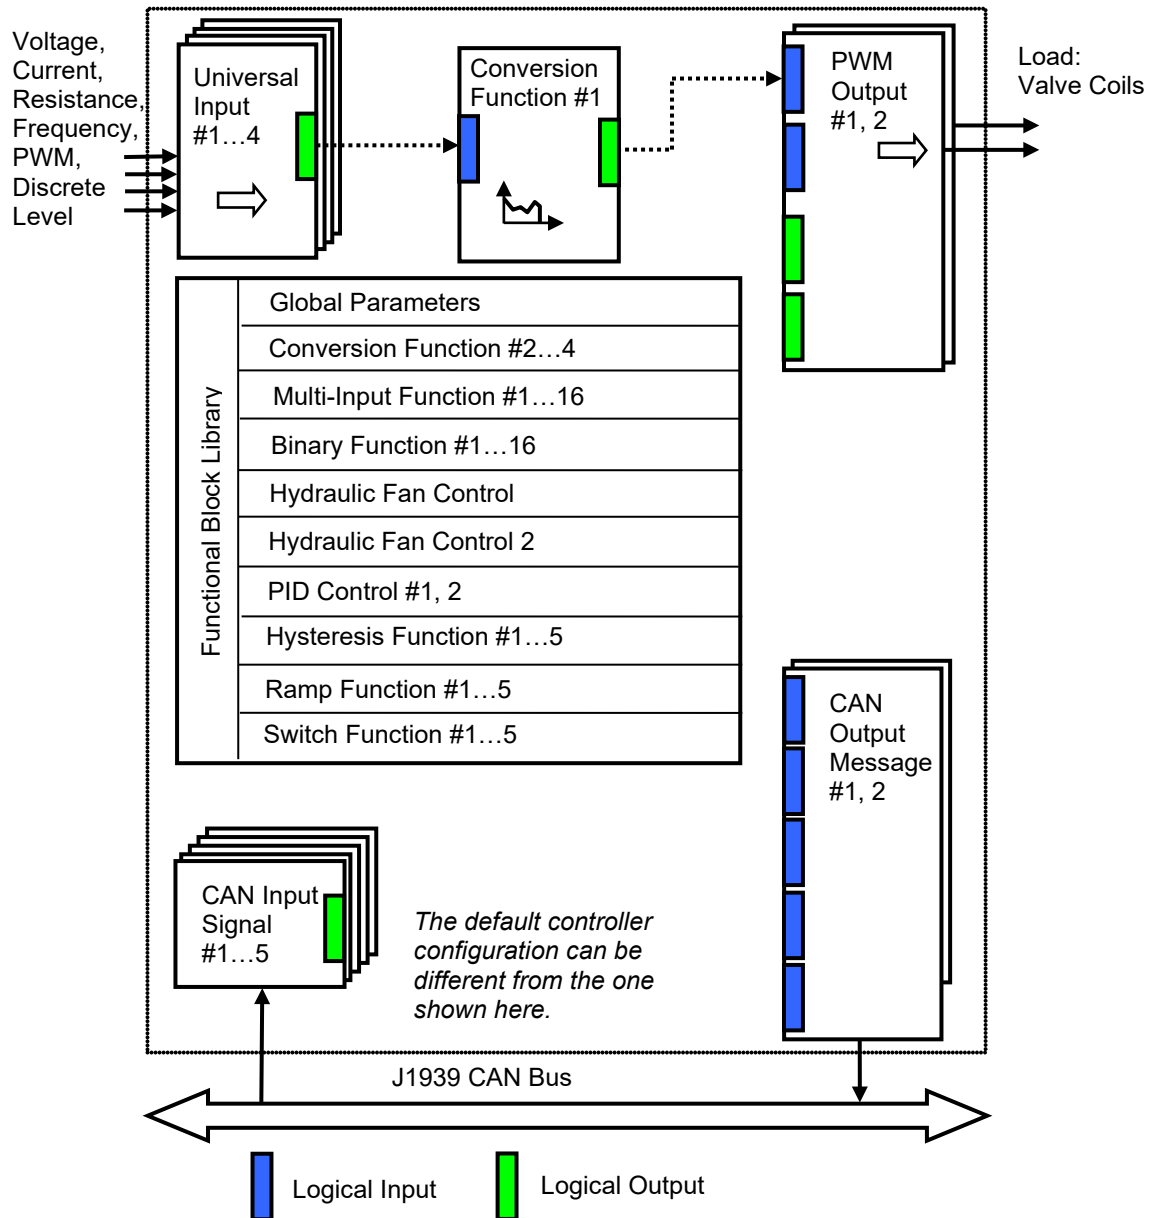 Voltage,
Current,
Resistance,
Frequency,
PWM,
Discrete
Level
Universal
Input
#1…4
Conversion
Function #1
PWM
Output
#1, 2
Load:
Valve Coils
Functional Block Library
Global Parameters
Conversion Function #2…4
Multi-Input Function #1…16
Binary Function #1…16
Hydraulic Fan Control
Hydraulic Fan Control 2
PID Control #1, 2
Hysteresis Function #1…5
Ramp Function #1…5
Switch Function #1…5
CAN
Output
Message
#1, 2
CAN Input
Signal
#1…5
The default controller
configuration can be
different from the one
shown here.
J1939 CAN Bus
Logical Input
Logical Output